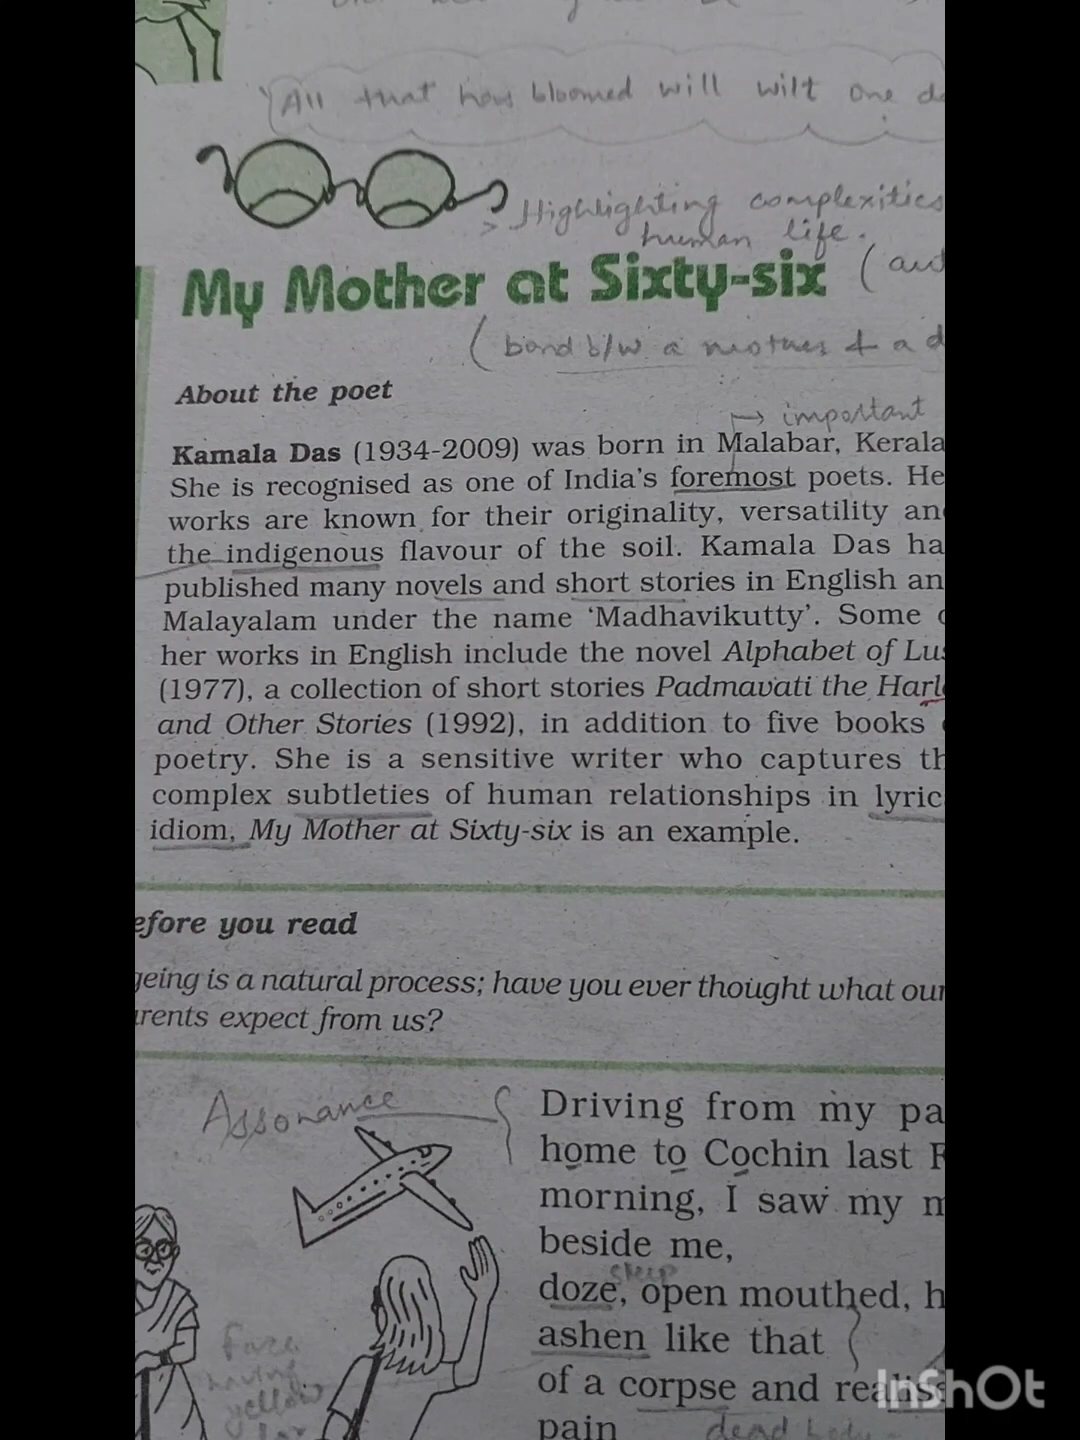 All that has bloomed will wilt one
Highlighting complexities
human life.
My Mother at Sixty-six
(bond b/w a mother & a d
About the poet
→ important
Kamala Das (1934-2009) was born in Malabar, Kerala
She is recognised as one of India's foremost poets. He
works are known for their originality, versatility an
the indigenous flavour of the soil. Kamala Das ha
published many novels and short stories in English an
Malayalam under the name 'Madhavikutty'. Some
her works in English include the novel Alphabet of Lus
(1977), a collection of short stories Padmavati the Harl
and Other Stories (1992), in addition to five books
poetry. She is a sensitive writer who captures th
complex subtleties of human relationships in lyric
idiom, My Mother at Sixty-six is an example.
efore you read
geing is a natural process; have you ever thought what our
rents expect from us?
Assonance
Driving from my pa
home to Cochin last F
morning, I saw my m
beside me,
sleep
doze, open mouthed, h
ashen like that
of a corpse and realis
pain
Face
having
yellow
dead body
InShOt